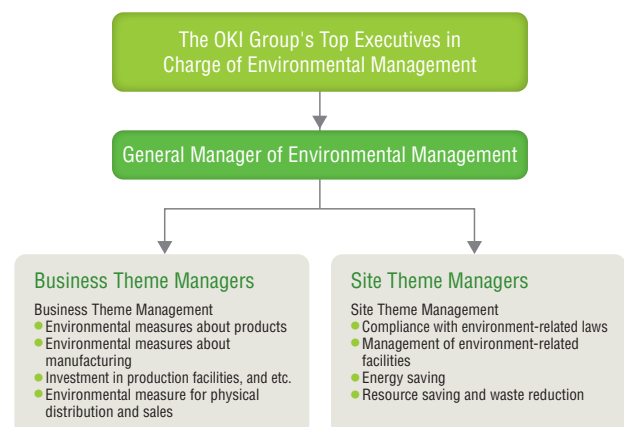 The OKI Group's Top Executives in
Charge of Environmental Management
General Manager of Environmental Management
Business Theme Managers
Business Theme Management
● Environmental measures about products
● Environmental measures about
manufacturing
● Investment in production facilities, and etc.
● Environmental measure for physical
distribution and sales
Site Theme Managers
Site Theme Management
● Compliance with environment-related laws
● Management of environment-related
facilities
● Energy saving
● Resource saving and waste reduction